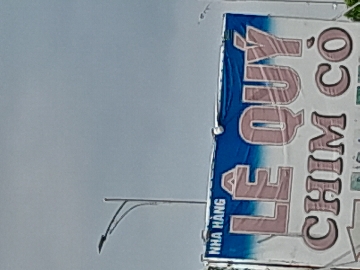 NHÀ HÀNG
LÊ QUÝ
CHIM CÒ